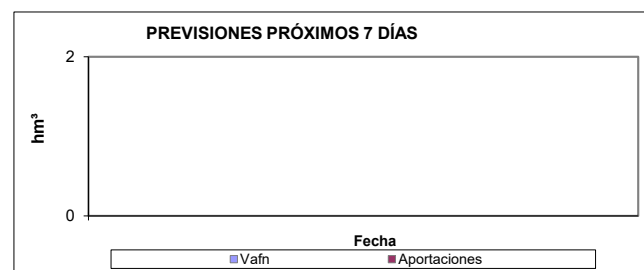 PREVISIONES PRÓXIMOS 7 DÍAS
2
hm³
0
Fecha
Vafn Aportaciones